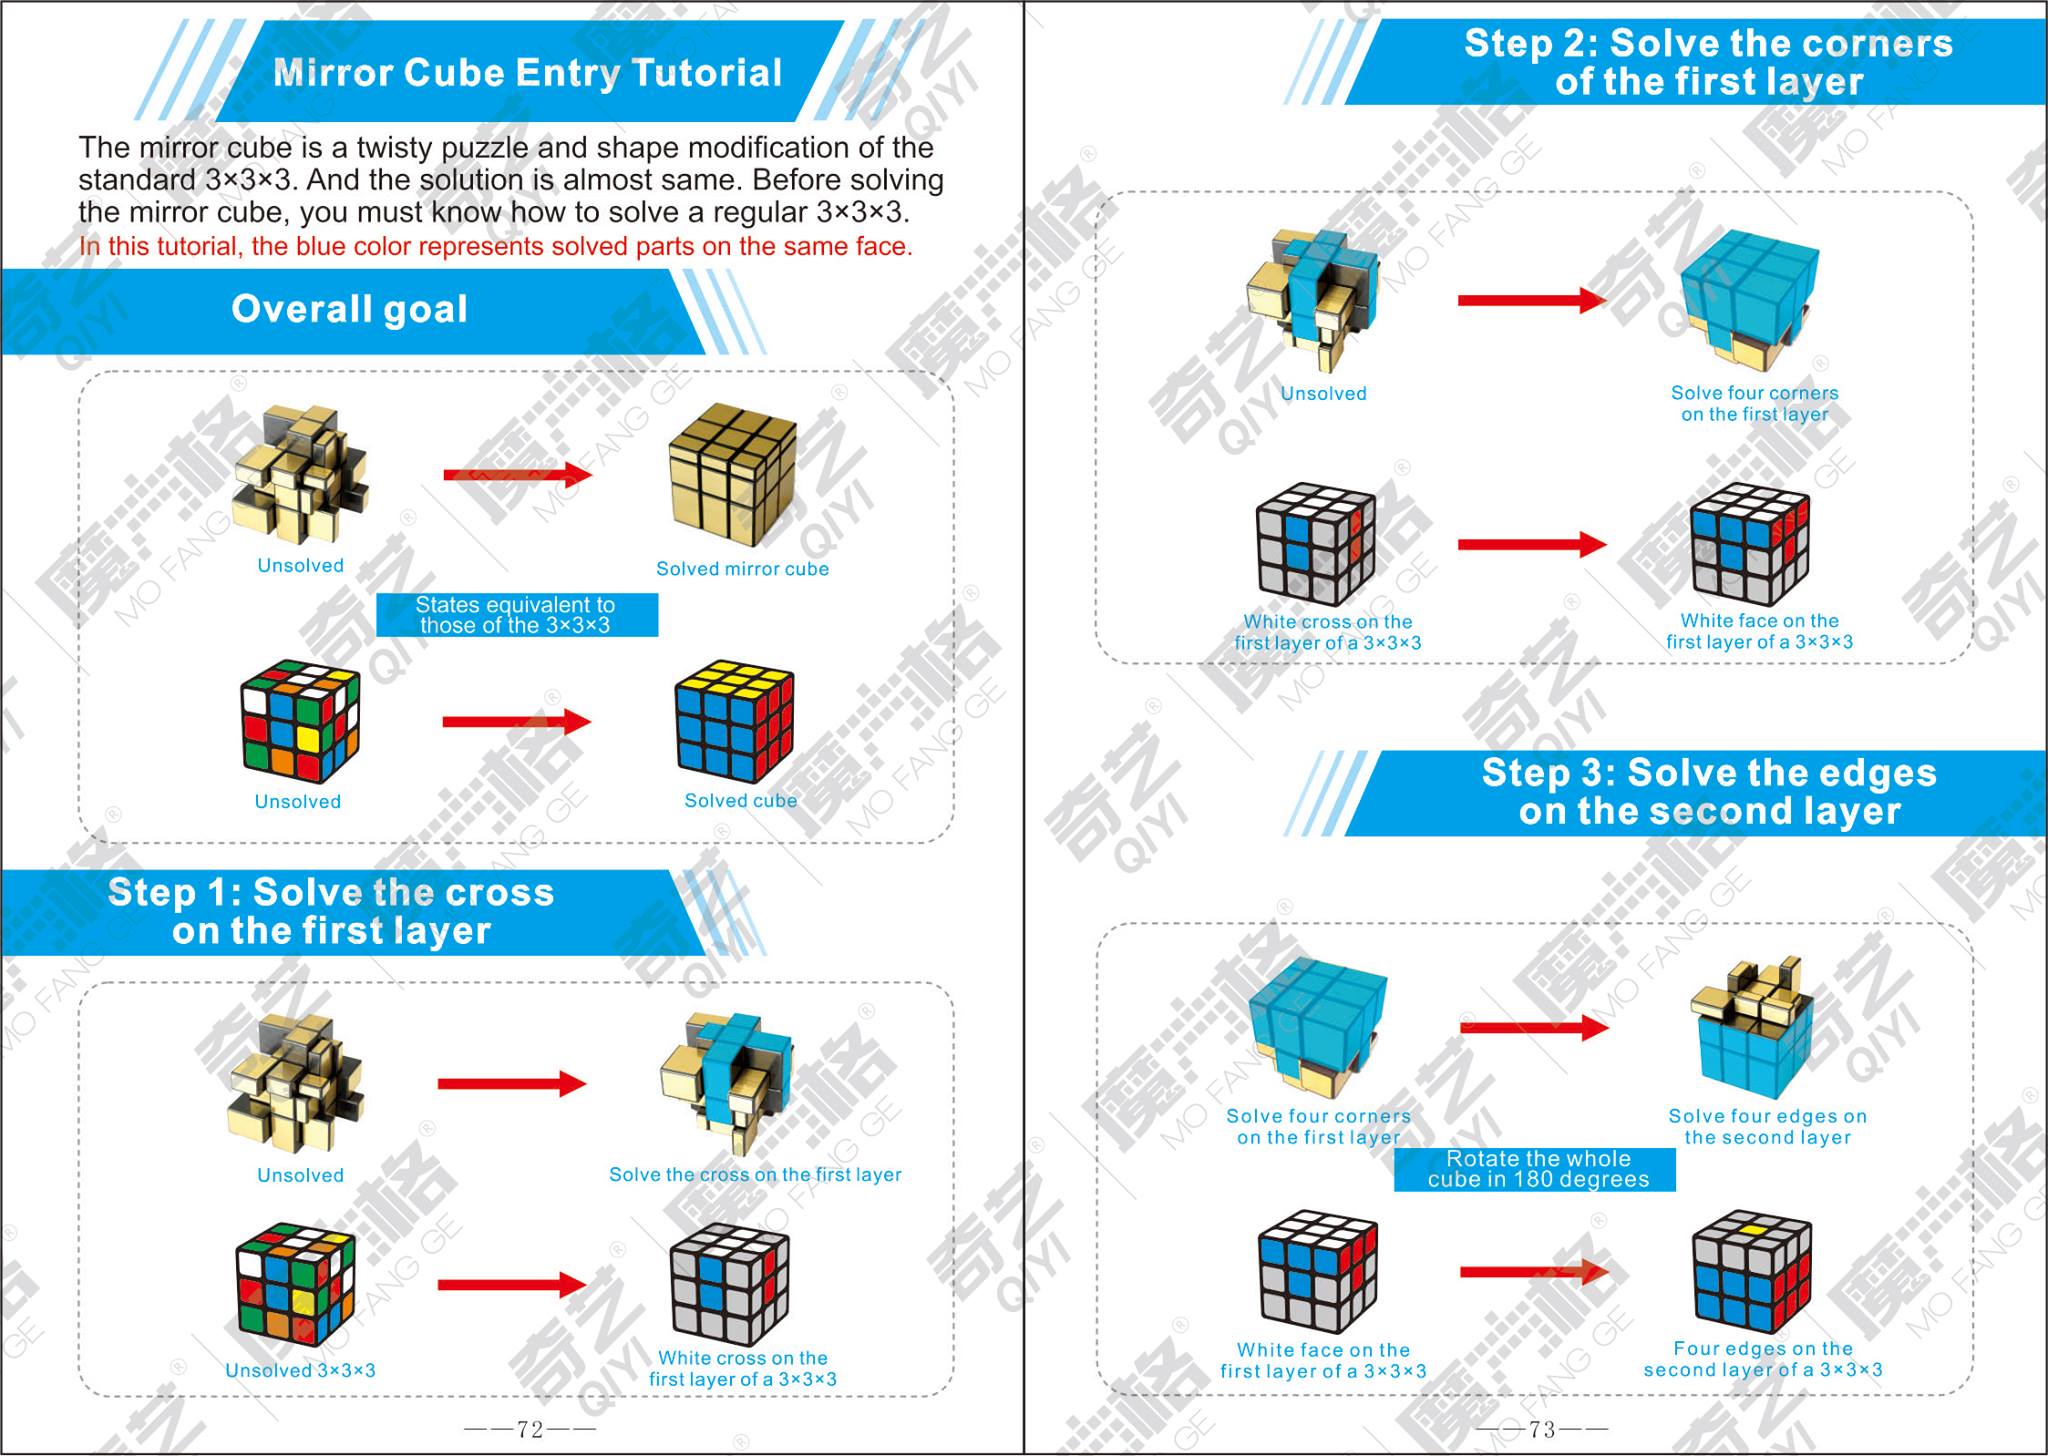 Mirror Cube Entry Tutorial
The mirror cube is a twisty puzzle and shape modification of the
standard 3×3×3. And the solution is almost same. Before solving
the mirror cube, you must know how to solve a regular 3×3×3.
In this tutorial, the blue color represents solved parts on the same face.
Overall goal
Unsolved
Solved mirror cube
States equivalent to
those of the 3×3×3
Unsolved
Solved cube
Step 1: Solve the cross
on the first layer
Unsolved
Solve the cross on the first layer
Unsolved 3×3×3
White cross on the
first layer of a 3×3×3
——72——
Step 2: Solve the corners
of the first layer
Unsolved
Solve four corners
on the first layer
White cross on the
first layer of a 3×3×3
White face on the
first layer of a 3×3×3
Step 3: Solve the edges
on the second layer
Solve four corners
on the first layer
Solve four edges on
the second layer
Rotate the whole
cube in 180 degrees
White face on the
first layer of a 3×3×3
Four edges on the
second layer of a 3×3×3
——73——
奇艺
QIYI
魔方格®
MO FANG GE